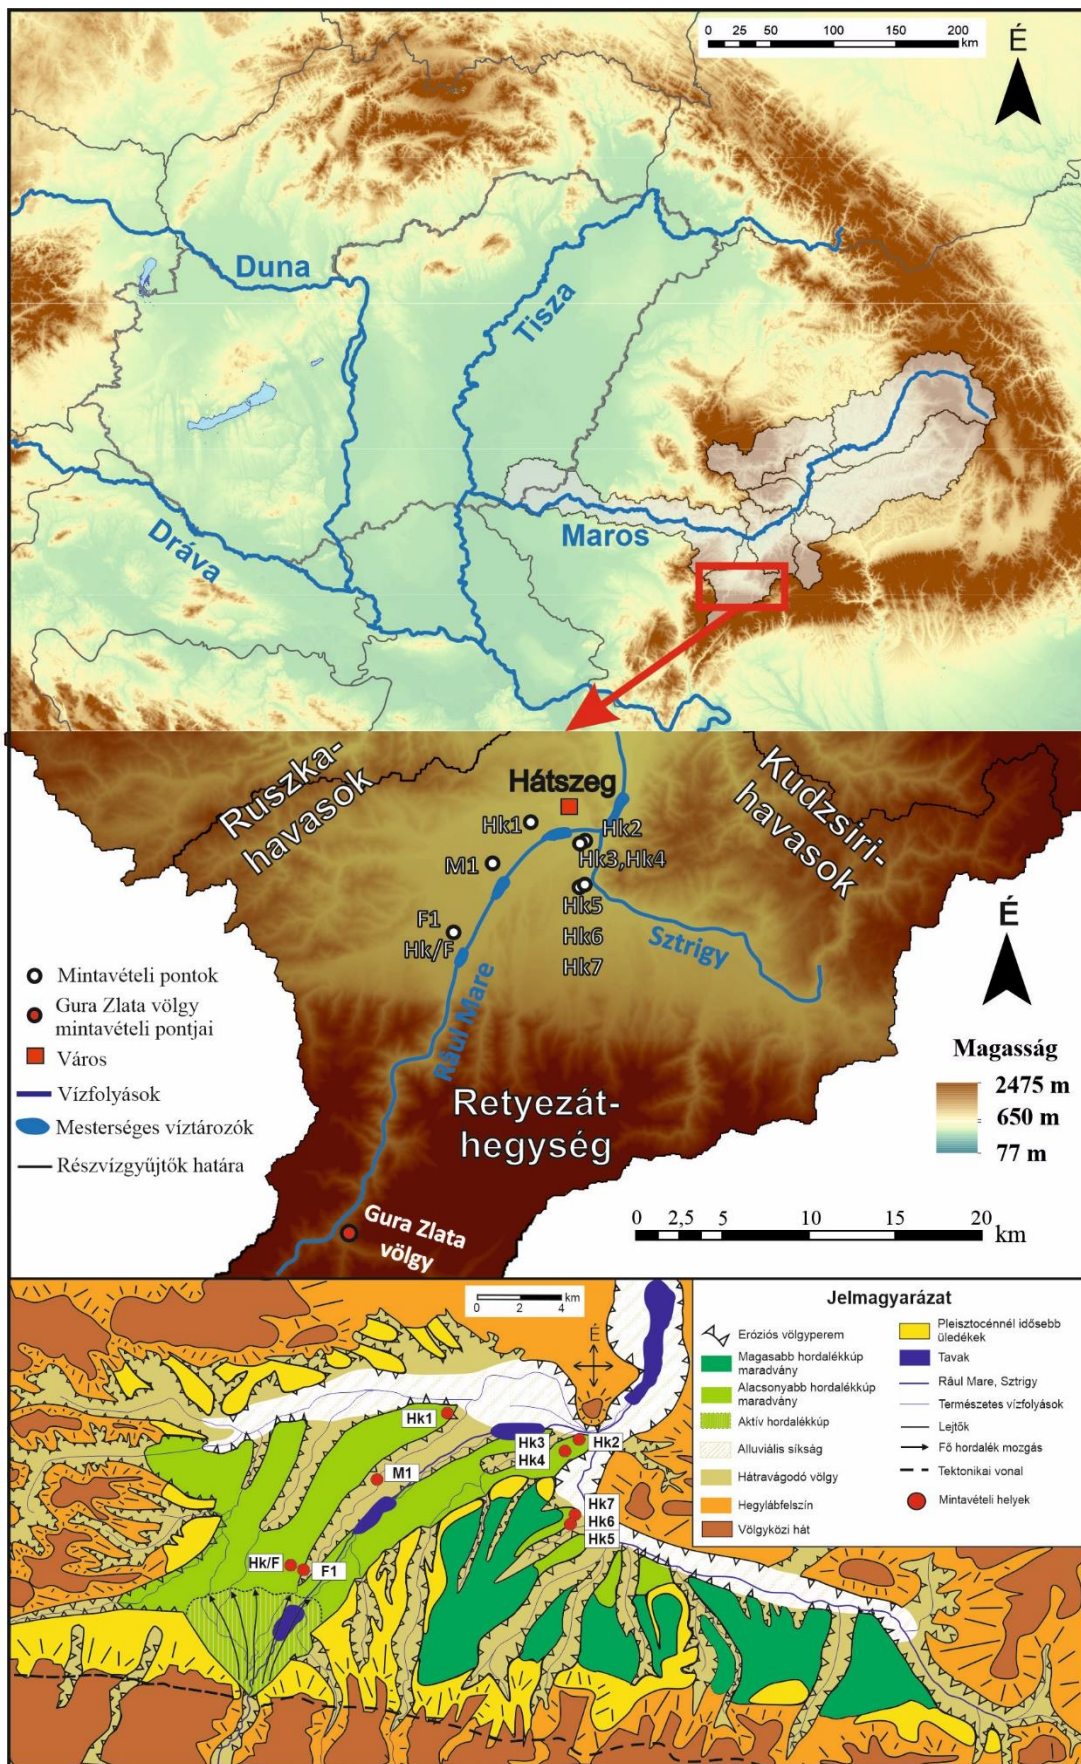 0 25 50 100 150 200
km
É
Duna
Tisza
Maros
Dráva
Ruszka-
havasok
Hátszeg
Kudzsiri-
havasok
Hk1
Hk2
Hk3,Hk4
M1
F1
Hk/F
Hk5
Hk6
Hk7
Sztrigy
Râul Mare
É
Mintavételi pontok
Gura Zlata völgy
mintavételi pontjai
Város
Vízfolyások
Mesterséges víztározók
Részvízgyűjtők határa
Retyezát-
hegység
Magasság
2475 m
650 m
77 m
Gura Zlata
völgy
0 2,5 5 10 15 20
km
km
0 2 4
É
Hk1
Hk3
Hk4
Hk2
M1
Hk7
Hk6
Hk5
Hk/F
F1
Jelmagyarázat
Eróziós völgyperem
Magasabb hordalékkúp
maradvány
Alacsonyabb hordalékkúp
maradvány
Aktív hordalékkúp
Alluviális síkság
Hátravágodó völgy
Hegylábfelszín
Völgyközi hát
Pleisztocénnél idősebb
üledékek
Tavak
Râul Mare, Sztrigy
Természetes vízfolyások
Lejtők
Fő hordalék mozgás
Tektonikai vonal
Mintavételi helyek